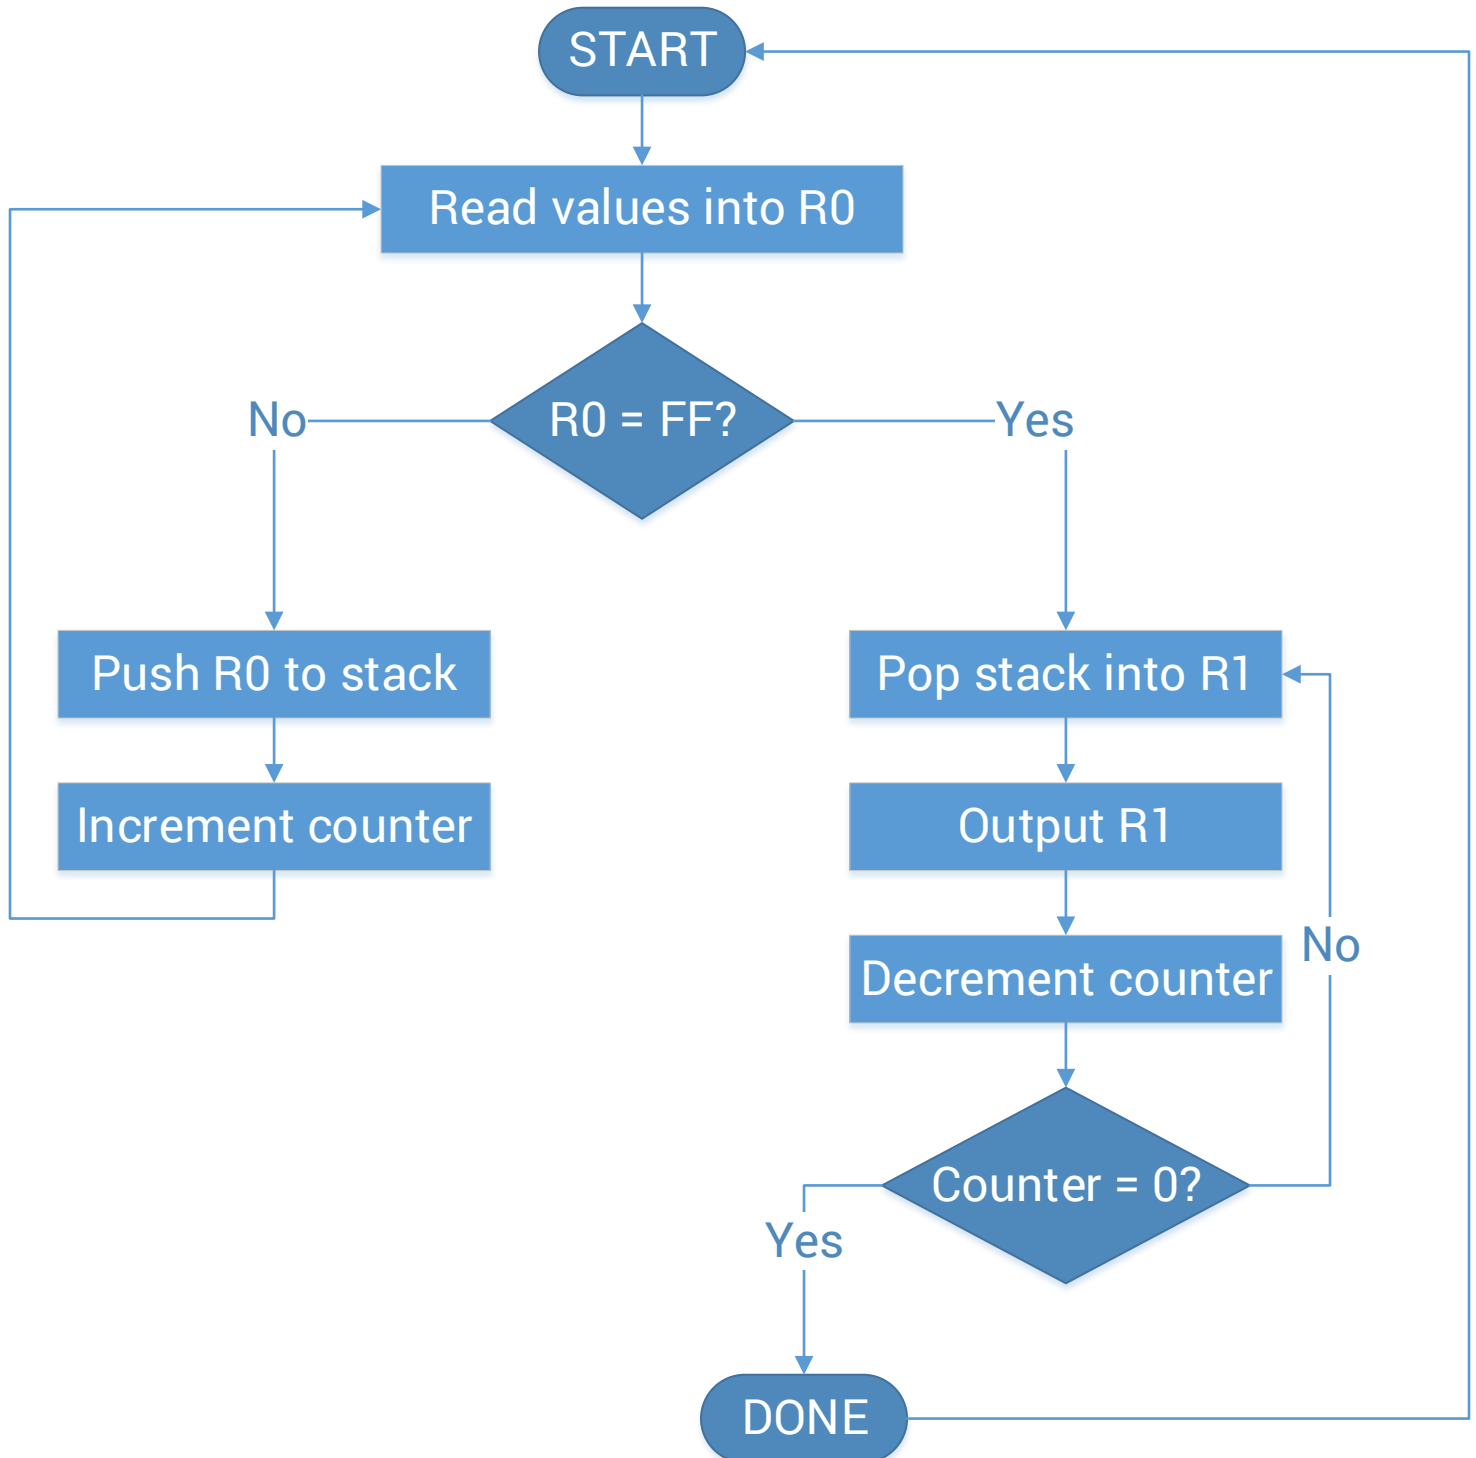 START
Read values into R0
R0 = FF?
No
Yes
Push R0 to stack
Increment counter
Pop stack into R1
Output R1
Decrement counter
No
Counter = 0?
Yes
DONE